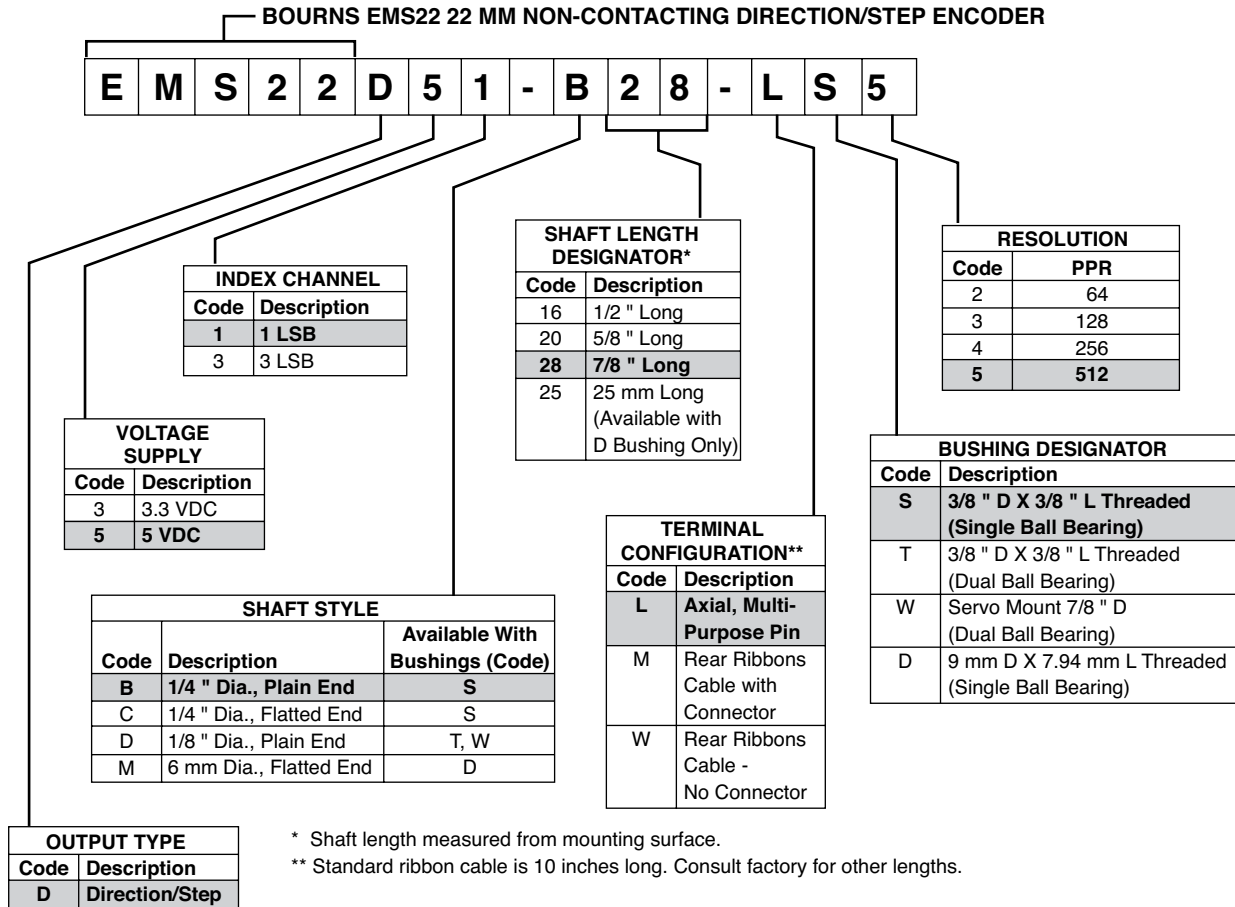 BOURNS EMS22 22 MM NON-CONTACTING DIRECTION/STEP ENCODER
E M S 2 2 D 5 1 - B 2 8 - L S 5
INDEX CHANNEL
Code Description
1 1 LSB
3 3 LSB
SHAFT LENGTH
DESIGNATOR*
Code Description
16 1/2 " Long
20 5/8 " Long
28 7/8 " Long
25 25 mm Long
(Available with
D Bushing Only)
RESOLUTION
Code PPR
2 64
3 128
4 256
5 512
VOLTAGE
SUPPLY
Code Description
3 3.3 VDC
5 5 VDC
BUSHING DESIGNATOR
Code Description
S 3/8 " D X 3/8 " L Threaded
(Single Ball Bearing)
T 3/8 " D X 3/8 " L Threaded
(Dual Ball Bearing)
W Servo Mount 7/8 " D
(Dual Ball Bearing)
D 9 mm D X 7.94 mm L Threaded
(Single Ball Bearing)
TERMINAL
CONFIGURATION**
Code Description
L Axial, Multi-
Purpose Pin
M Rear Ribbons
Cable with
Connector
W Rear Ribbons
Cable -
No Connector
SHAFT STYLE
Available With
Code Description Bushings (Code)
B 1/4 " Dia., Plain End S
C 1/4 " Dia., Flatted End S
D 1/8 " Dia., Plain End T, W
M 6 mm Dia., Flatted End D
OUTPUT TYPE
Code Description
D Direction/Step
* Shaft length measured from mounting surface.
** Standard ribbon cable is 10 inches long. Consult factory for other lengths.